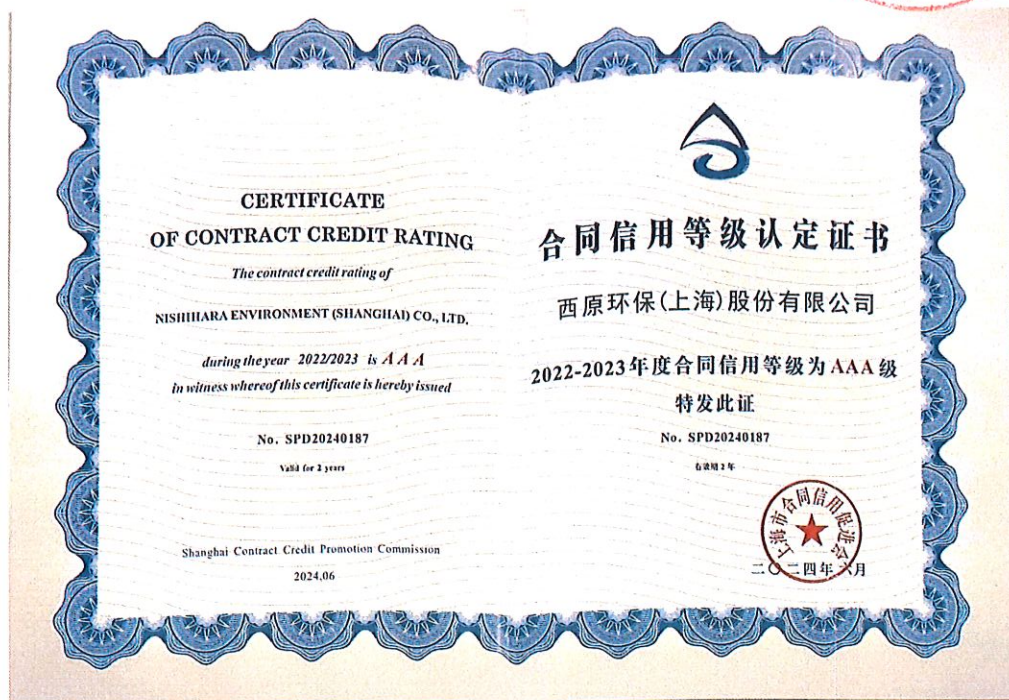 CERTIFICATE
OF CONTRACT CREDIT RATING
The contract credit rating of
NISHIHARA ENVIRONMENT (SHANGHAI) CO., LTD.
during the year 2022/2023 is AAA
in witness whereof this certificate is hereby issued
No. SPD20240187
Valid for 2 years
Shanghai Contract Credit Promotion Commission
2024.06
合同信用等级认定证书
西原环保(上海)股份有限公司
2022-2023年度合同信用等级为AAA级
特发此证
No. SPD20240187
有效期2年
上海市合同信用促进会
二〇二四年六月